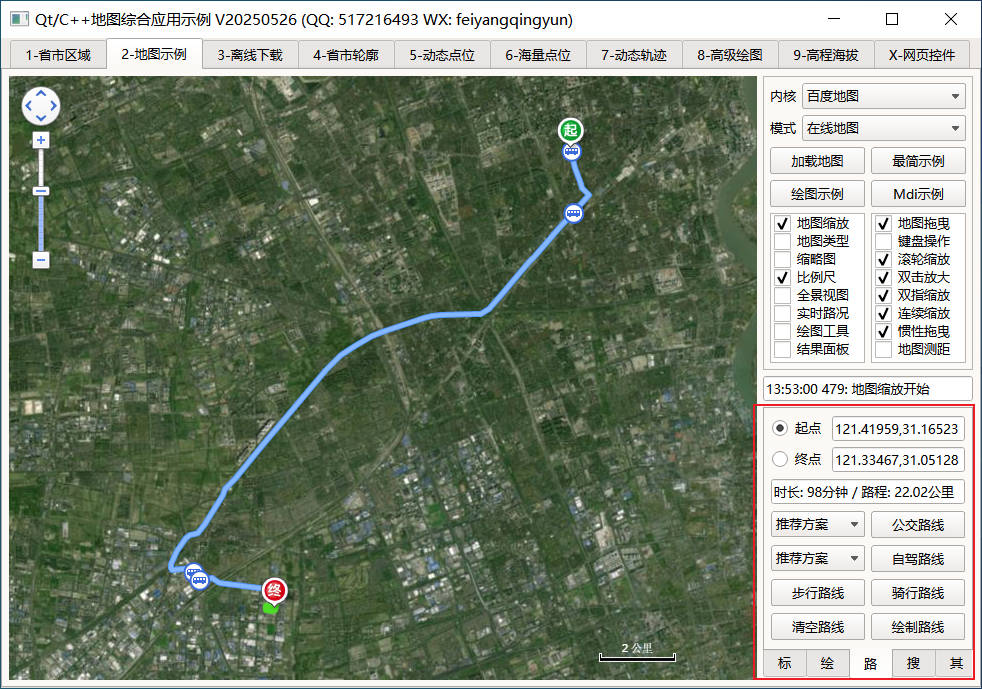 Qt/C++地图综合应用示例 V20250526 (QQ: 517216493 WX: feiyangqingyun)
1-省市区域 2-地图示例 3-离线下载 4-省市轮廓 5-动态点位 6-海量点位 7-动态轨迹 8-高级绘图 9-高程海拔 X-网页控件
内核 百度地图
模式 在线地图
加载地图 最简示例
绘图示例 Mdi示例
地图缩放 地图拖曳
地图类型 键盘操作
缩略图 滚轮缩放
比例尺 双击放大
全景视图 双指缩放
实时路况 连续缩放
绘图工具 惯性拖曳
结果面板 地图测距
13:53:00 479: 地图缩放开始
起点 121.41959,31.16523
终点 121.33467,31.05128
时长: 98分钟 / 路程: 22.02公里
推荐方案 公交路线
推荐方案 自驾路线
步行路线 骑行路线
清空路线 绘制路线
标 绘 路 搜 其
起
终
2 公里